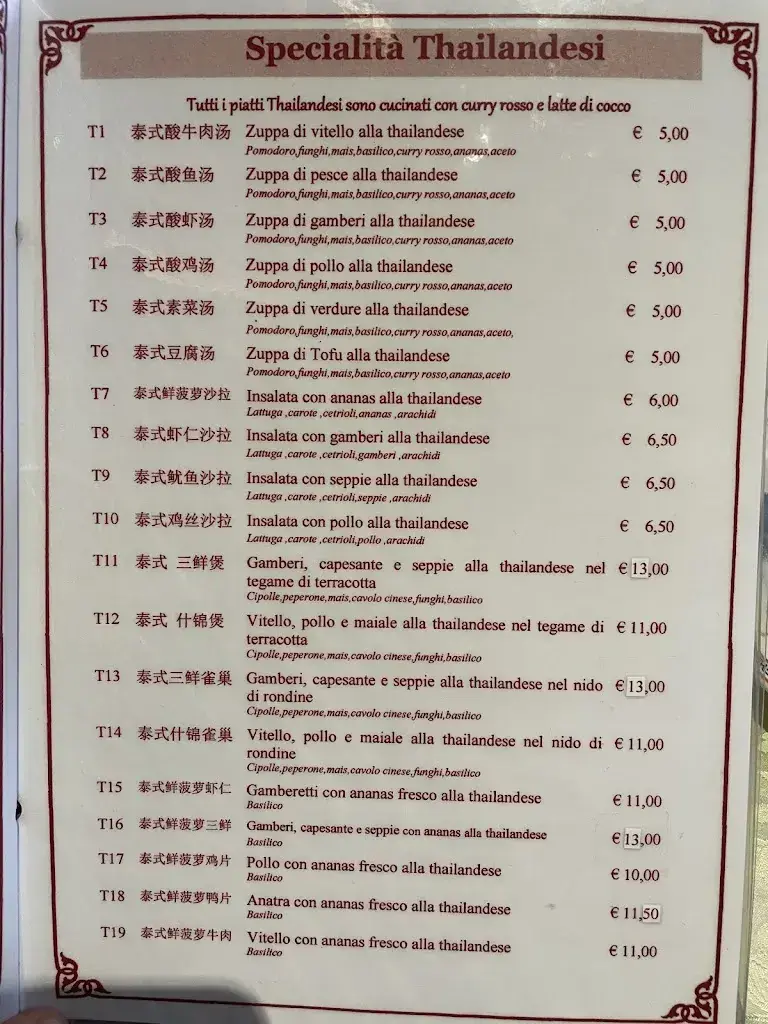 Specialità Thailandesi
Tutti i piatti Thailandesi sono cucinati con curry rosso e latte di cocco
T1 泰式酸牛肉汤 Zuppa di vitello alla thailandese € 5,00
Pomodoro,funghi,mais,basilico,curry rosso,ananas,aceto
T2 泰式酸鱼汤 Zuppa di pesce alla thailandese € 5,00
Pomodoro,funghi,mais,basilico,curry rosso,ananas,aceto
T3 泰式酸虾汤 Zuppa di gamberi alla thailandese € 5,00
Pomodoro,funghi,mais,basilico,curry rosso,ananas,aceto
T4 泰式酸鸡汤 Zuppa di pollo alla thailandese € 5,00
Pomodoro,funghi,mais,basilico,curry rosso,ananas,aceto
T5 泰式素菜汤 Zuppa di verdure alla thailandese € 5,00
Pomodoro,funghi,mais,basilico,curry rosso,ananas,aceto,
T6 泰式豆腐汤 Zuppa di Tofu alla thailandese € 5,00
Pomodoro,funghi,mais,basilico,curry rosso,ananas,aceto
T7 泰式鲜菠萝沙拉 Insalata con ananas alla thailandese € 6,00
Lattuga ,carote ,cetrioli,ananas ,arachidi
T8 泰式虾仁沙拉 Insalata con gamberi alla thailandese € 6,50
Lattuga ,carote ,cetrioli,gamberi ,arachidi
T9 泰式鱿鱼沙拉 Insalata con seppie alla thailandese € 6,50
Lattuga ,carote ,cetrioli,seppie ,arachidi
T10 泰式鸡丝沙拉 Insalata con pollo alla thailandese € 6,50
Lattuga ,carote ,cetrioli,pollo ,arachidi
T11 泰式 三鲜煲 Gamberi, capesante e seppie alla thailandese nel € 13,00
tegame di terracotta
Cipolle,peperone,mais,cavolo cinese,funghi,basilico
T12 泰式 什锦煲 Vitello, pollo e maiale alla thailandese nel tegame di € 11,00
terracotta
Cipolle,peperone,mais,cavolo cinese,funghi,basilico
T13 泰式三鲜雀巢 Gamberi, capesante e seppie alla thailandese nel nido € 13,00
di rondine
Cipolle,peperone,mais,cavolo cinese,funghi,basilico
T14 泰式什锦雀巢 Vitello, pollo e maiale alla thailandese nel nido di € 11,00
rondine
Cipolle,peperone,mais,cavolo cinese,funghi,basilico
T15 泰式鲜菠萝虾仁 Gamberetti con ananas fresco alla thailandese € 11,00
Basilico
T16 泰式鲜菠萝三鲜 Gamberi, capesante e seppie con ananas alla thailandese € 13,00
Basilico
T17 泰式鲜菠萝鸡片 Pollo con ananas fresco alla thailandese € 10,00
Basilico
T18 泰式鲜菠萝鸭片 Anatra con ananas fresco alla thailandese € 11,50
Basilico
T19 泰式鲜菠萝牛肉 Vitello con ananas fresco alla thailandese € 11,00
Basilico